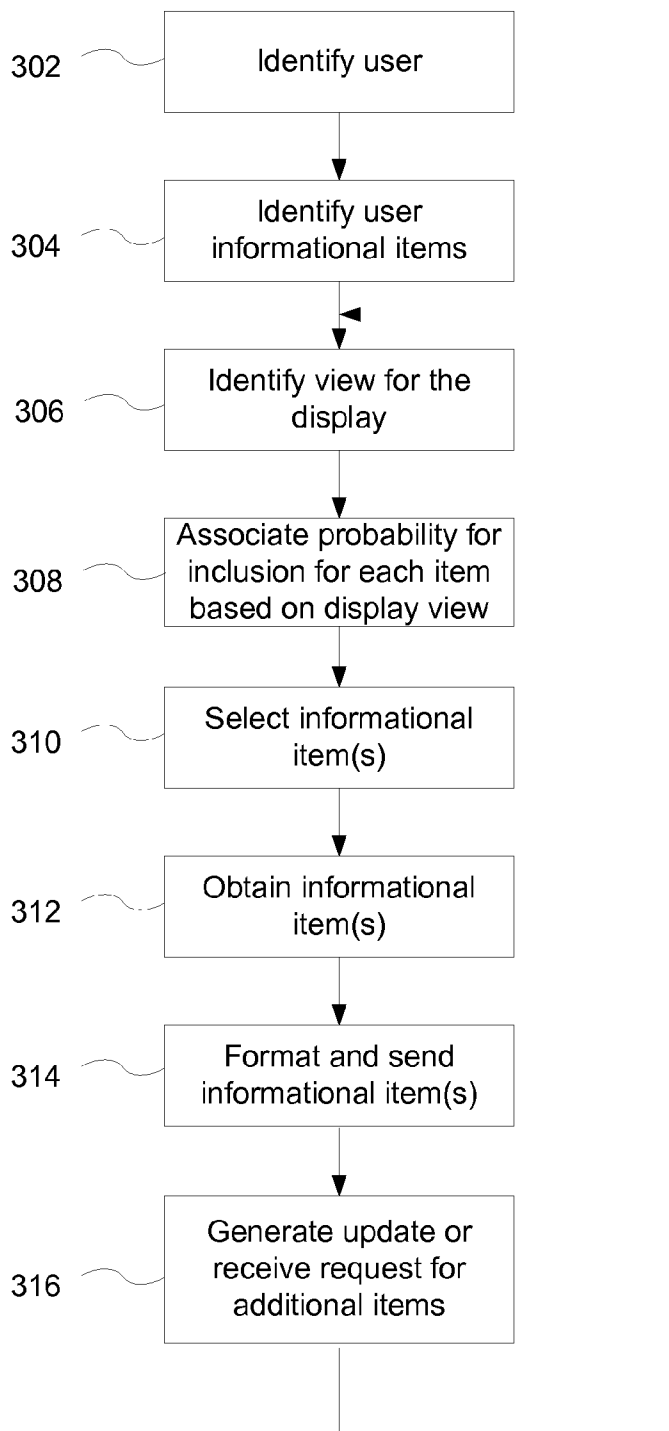 302
Identify user
304
Identify user
informational items
306
Identify view for the
display
308
Associate probability for
inclusion for each item
based on display view
310
Select informational
item(s)
312
Obtain informational
item(s)
314
Format and send
informational item(s)
316
Generate update or
receive request for
additional items